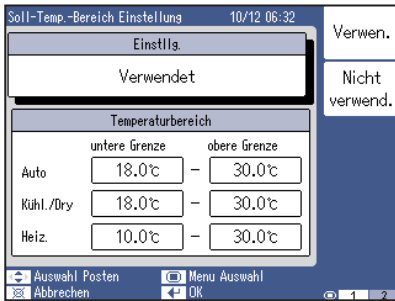 Soll-Temp.-Bereich Einstellung 10/12 06:32
Verwen.
Einstllg.
Verwendet
Nicht
verwend.
Temperaturbereich
untere Grenze obere Grenze
Auto 18.0℃ – 30.0℃
Kühl./Dry 18.0℃ – 30.0℃
Heiz. 10.0℃ – 30.0℃
Auswahl Posten Menu Auswahl
Abbrechen OK
1 2